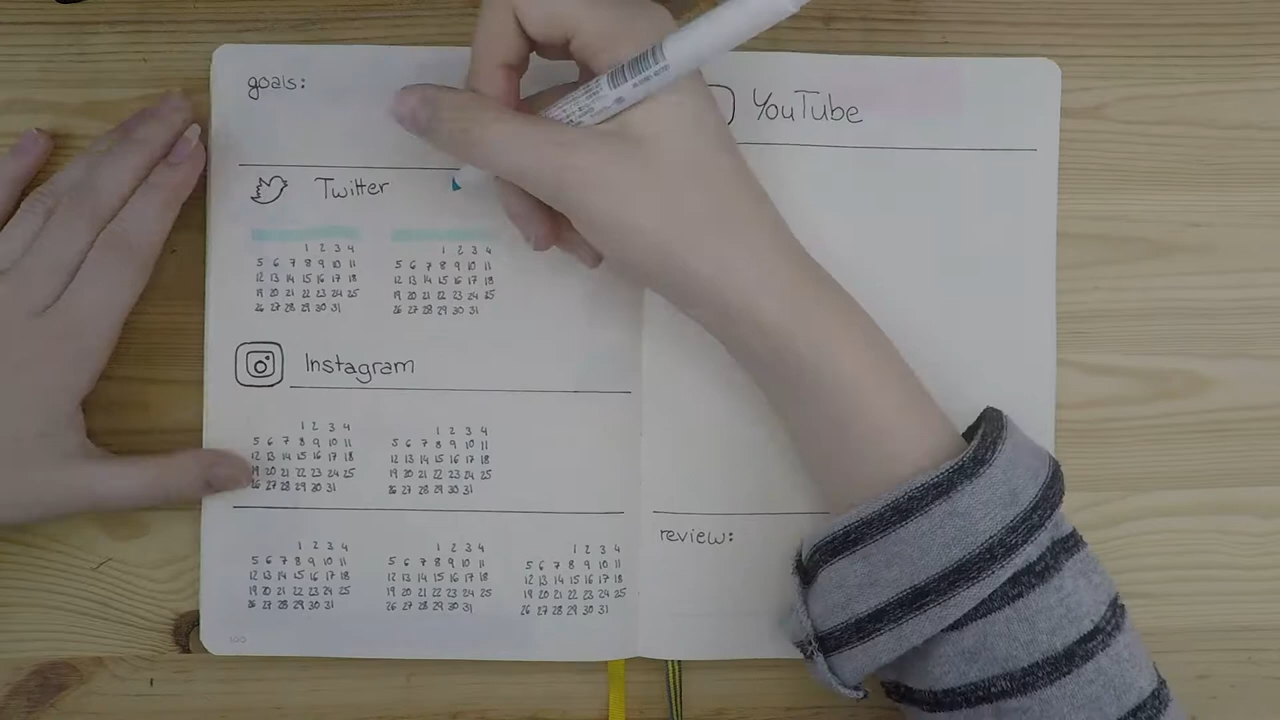 goals:
Twitter
1 2 3 4
5 6 7 8 9 10 11
12 13 14 15 16 17 18
19 20 21 22 23 24 25
26 27 28 29 30 31
1 2 3 4
5 6 7 8 9 10 11
12 13 14 15 16 17 18
19 20 21 22 23 24 25
26 27 28 29 30 31
Instagram
1 2 3 4
5 6 7 8 9 10 11
12 13 14 15 16 17 18
19 20 21 22 23 24 25
26 27 28 29 30 31
1 2 3 4
5 6 7 8 9 10 11
12 13 14 15 16 17 18
19 20 21 22 23 24 25
26 27 28 29 30 31
1 2 3 4
5 6 7 8 9 10 11
12 13 14 15 16 17 18
19 20 21 22 23 24 25
26 27 28 29 30 31
1 2 3 4
5 6 7 8 9 10 11
12 13 14 15 16 17 18
19 20 21 22 23 24 25
26 27 28 29 30 31
1 2 3 4
5 6 7 8 9 10 11
12 13 14 15 16 17 18
19 20 21 22 23 24 25
26 27 28 29 30 31
100
YouTube
review: